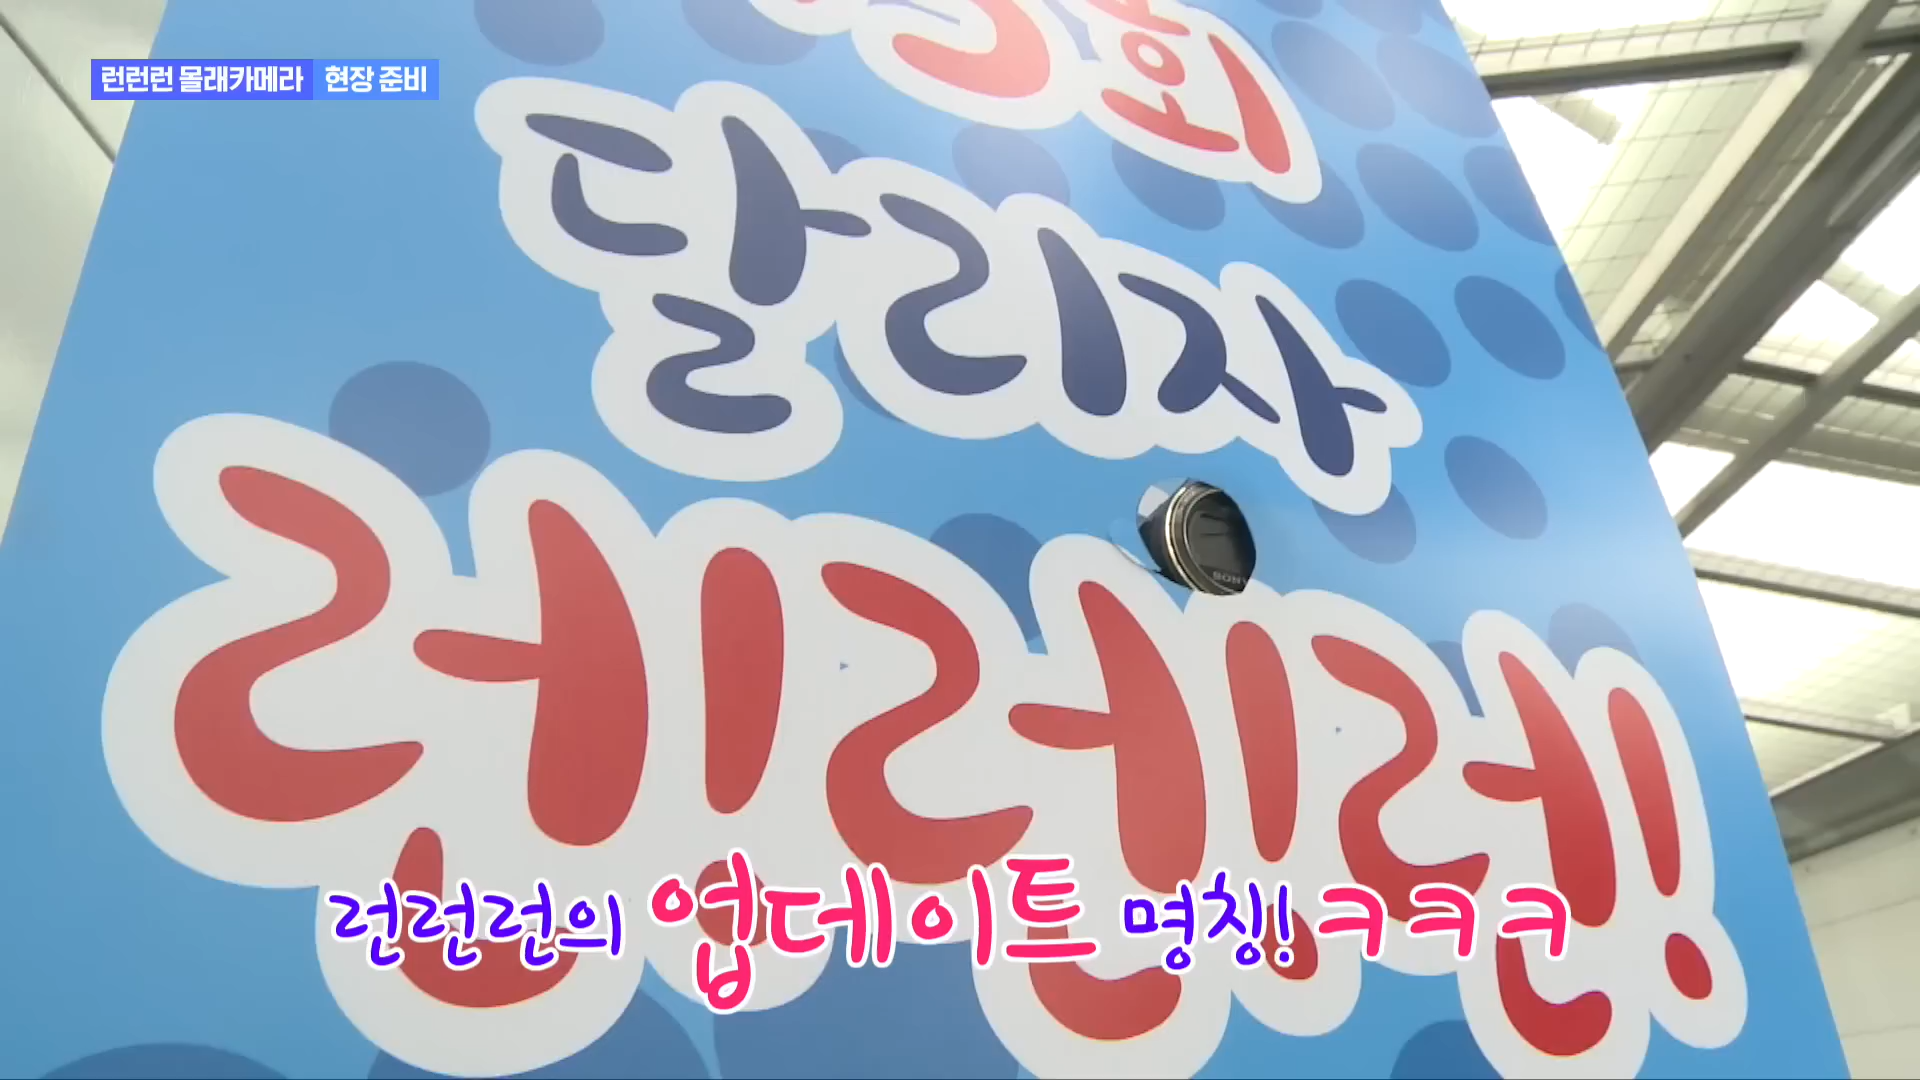 런런런 몰래카메라 현장 준비
달리자
런!런!런!
SONY
런런런의 업데이트 명칭! ㅋㅋㅋ